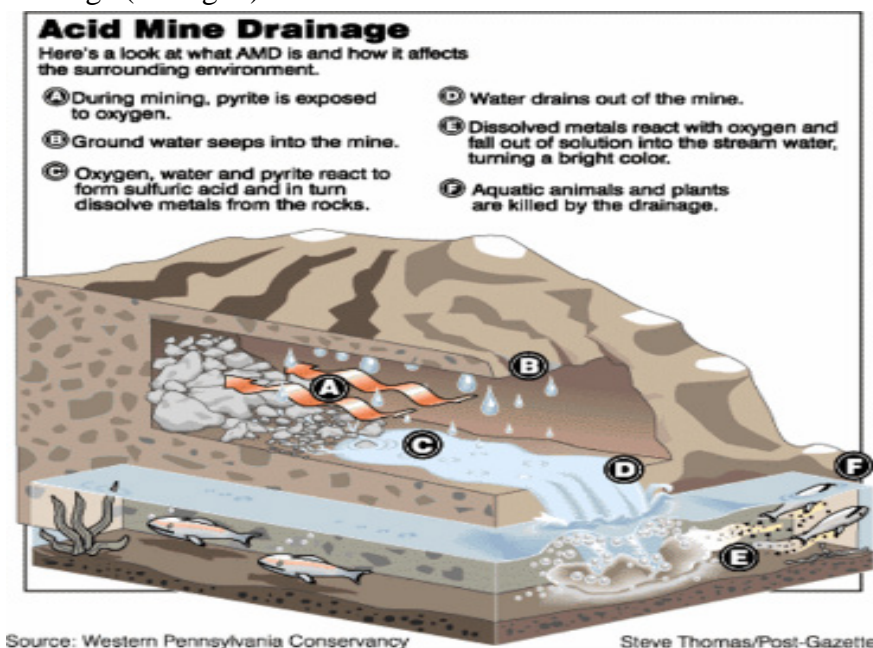 Acid Mine Drainage
Here's a look at what AMD is and how it affects
the surrounding environment.
A During mining, pyrite is exposed
to oxygen.
B Ground water seeps into the mine.
C Oxygen, water and pyrite react to
form sulfuric acid and in turn
dissolve metals from the rocks.
D Water drains out of the mine.
E Dissolved metals react with oxygen and
fall out of solution into the stream water,
turning a bright color.
F Aquatic animals and plants
are killed by the drainage.
B
A
C
D
F
E
Source: Western Pennsylvania Conservancy
Steve Thomas/Post-Gazette